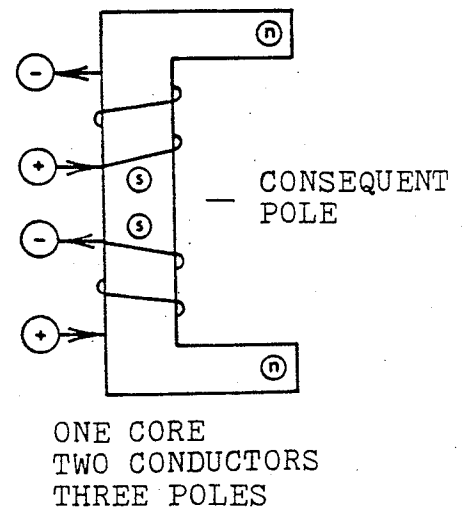 n
-
+
s
CONSEQUENT
s
POLE
-
+
n
ONE CORE
TWO CONDUCTORS
THREE POLES